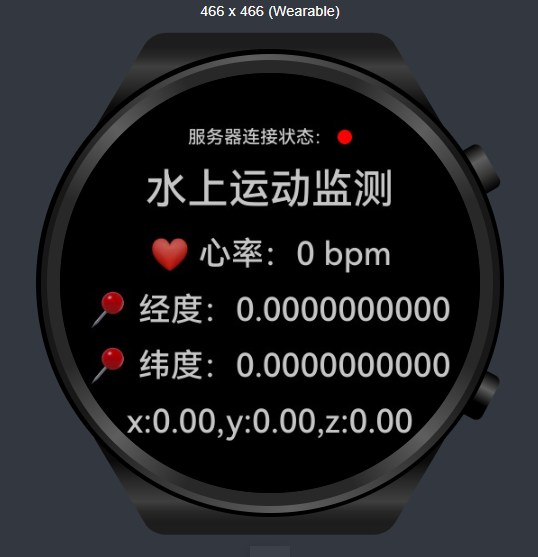 466 x 466 (Wearable)
服务器连接状态：
水上运动监测
心率：0 bpm
经度：0.0000000000
纬度：0.0000000000
x:0.00,y:0.00,z:0.00